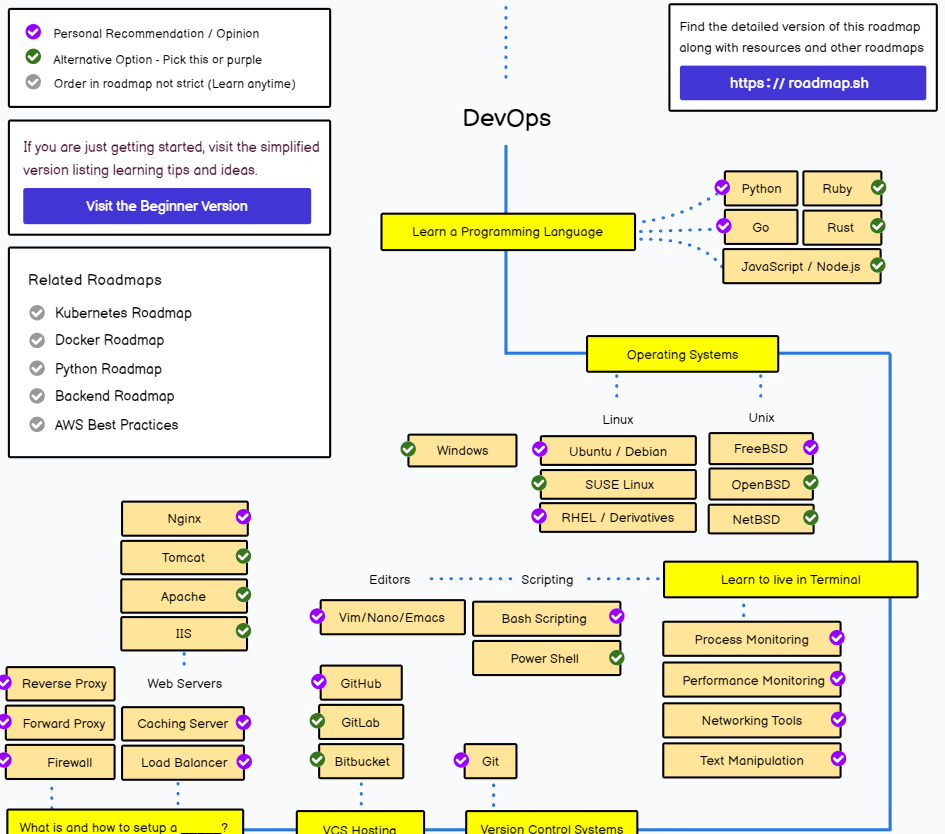 Personal Recommendation / Opinion
Alternative Option - Pick this or purple
Order in roadmap not strict (Learn anytime)
Find the detailed version of this roadmap
along with resources and other roadmaps
https://roadmap.sh
DevOps
If you are just getting started, visit the simplified
version listing learning tips and ideas.
Visit the Beginner Version
Learn a Programming Language
Python
Ruby
Go
Rust
JavaScript / Node.js
Related Roadmaps
Kubernetes Roadmap
Docker Roadmap
Python Roadmap
Backend Roadmap
AWS Best Practices
Operating Systems
Linux
Unix
Windows
Ubuntu / Debian
SUSE Linux
RHEL / Derivatives
FreeBSD
OpenBSD
NetBSD
Learn to live in Terminal
Editors
Scripting
Vim/Nano/Emacs
Bash Scripting
Power Shell
Process Monitoring
Performance Monitoring
Networking Tools
Text Manipulation
Nginx
Tomcat
Apache
IIS
Web Servers
Reverse Proxy
Forward Proxy
Firewall
Caching Server
Load Balancer
GitHub
GitLab
Bitbucket
Git
What is and how to setup a ______?
VCS Hosting
Version Control Systems